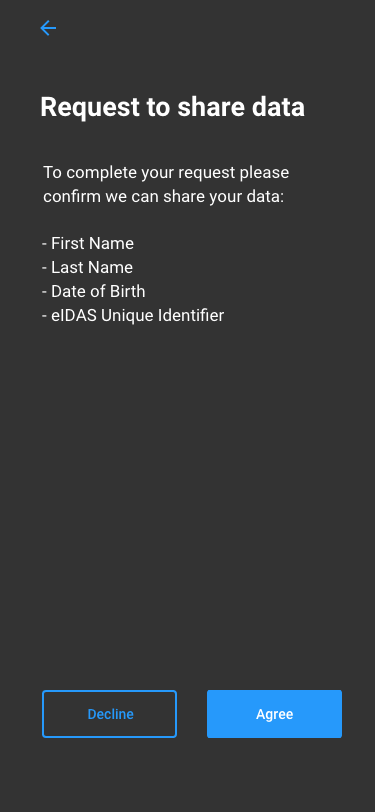 Request to share data
To complete your request please
confirm we can share your data:
- First Name
- Last Name
- Date of Birth
- eIDAS Unique Identifier
Decline
Agree